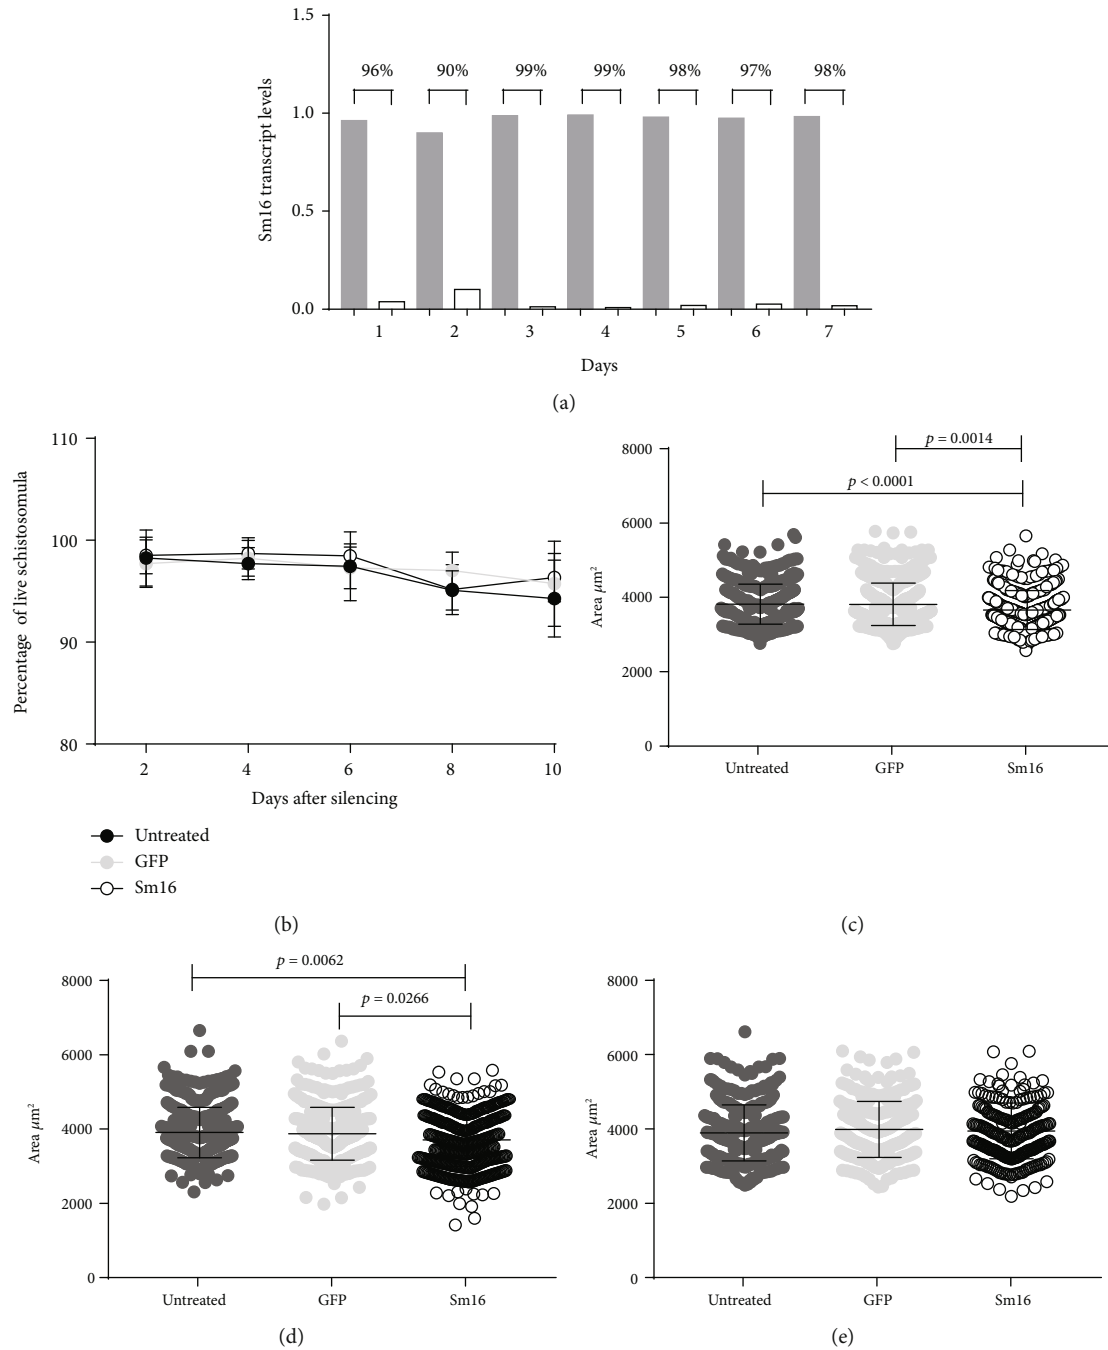 1.5
96% 90% 99% 99% 98% 97% 98%
1.0
Sm16 transcript levels
0.5
0.0
1 2 3 4 5 6 7
Days
(a)
110
100
Percentage of live schistosomula
90
80
2 4 6 8 10
Days after silencing
Untreated
GFP
Sm16
(b)
8000
p = 0.0014
p < 0.0001
6000
Area μm²
4000
2000
0
Untreated GFP Sm16
(c)
p = 0.0062
8000
p = 0.0266
6000
Area μm²
4000
2000
0
Untreated GFP Sm16
(d)
8000
6000
Area μm²
4000
2000
0
Untreated GFP Sm16
(e)